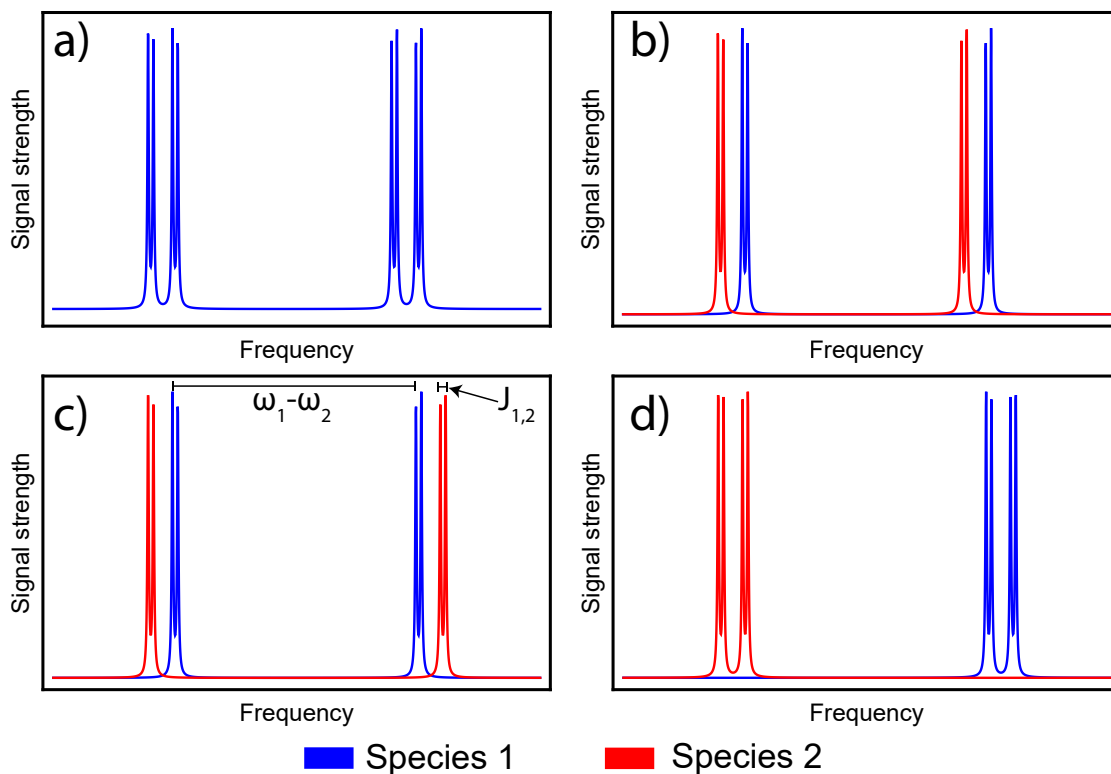 a)
Signal strength
Frequency
b)
Signal strength
Frequency
c)
ω₁-ω₂
J₁,₂
Signal strength
Frequency
d)
Signal strength
Frequency
Species 1
Species 2